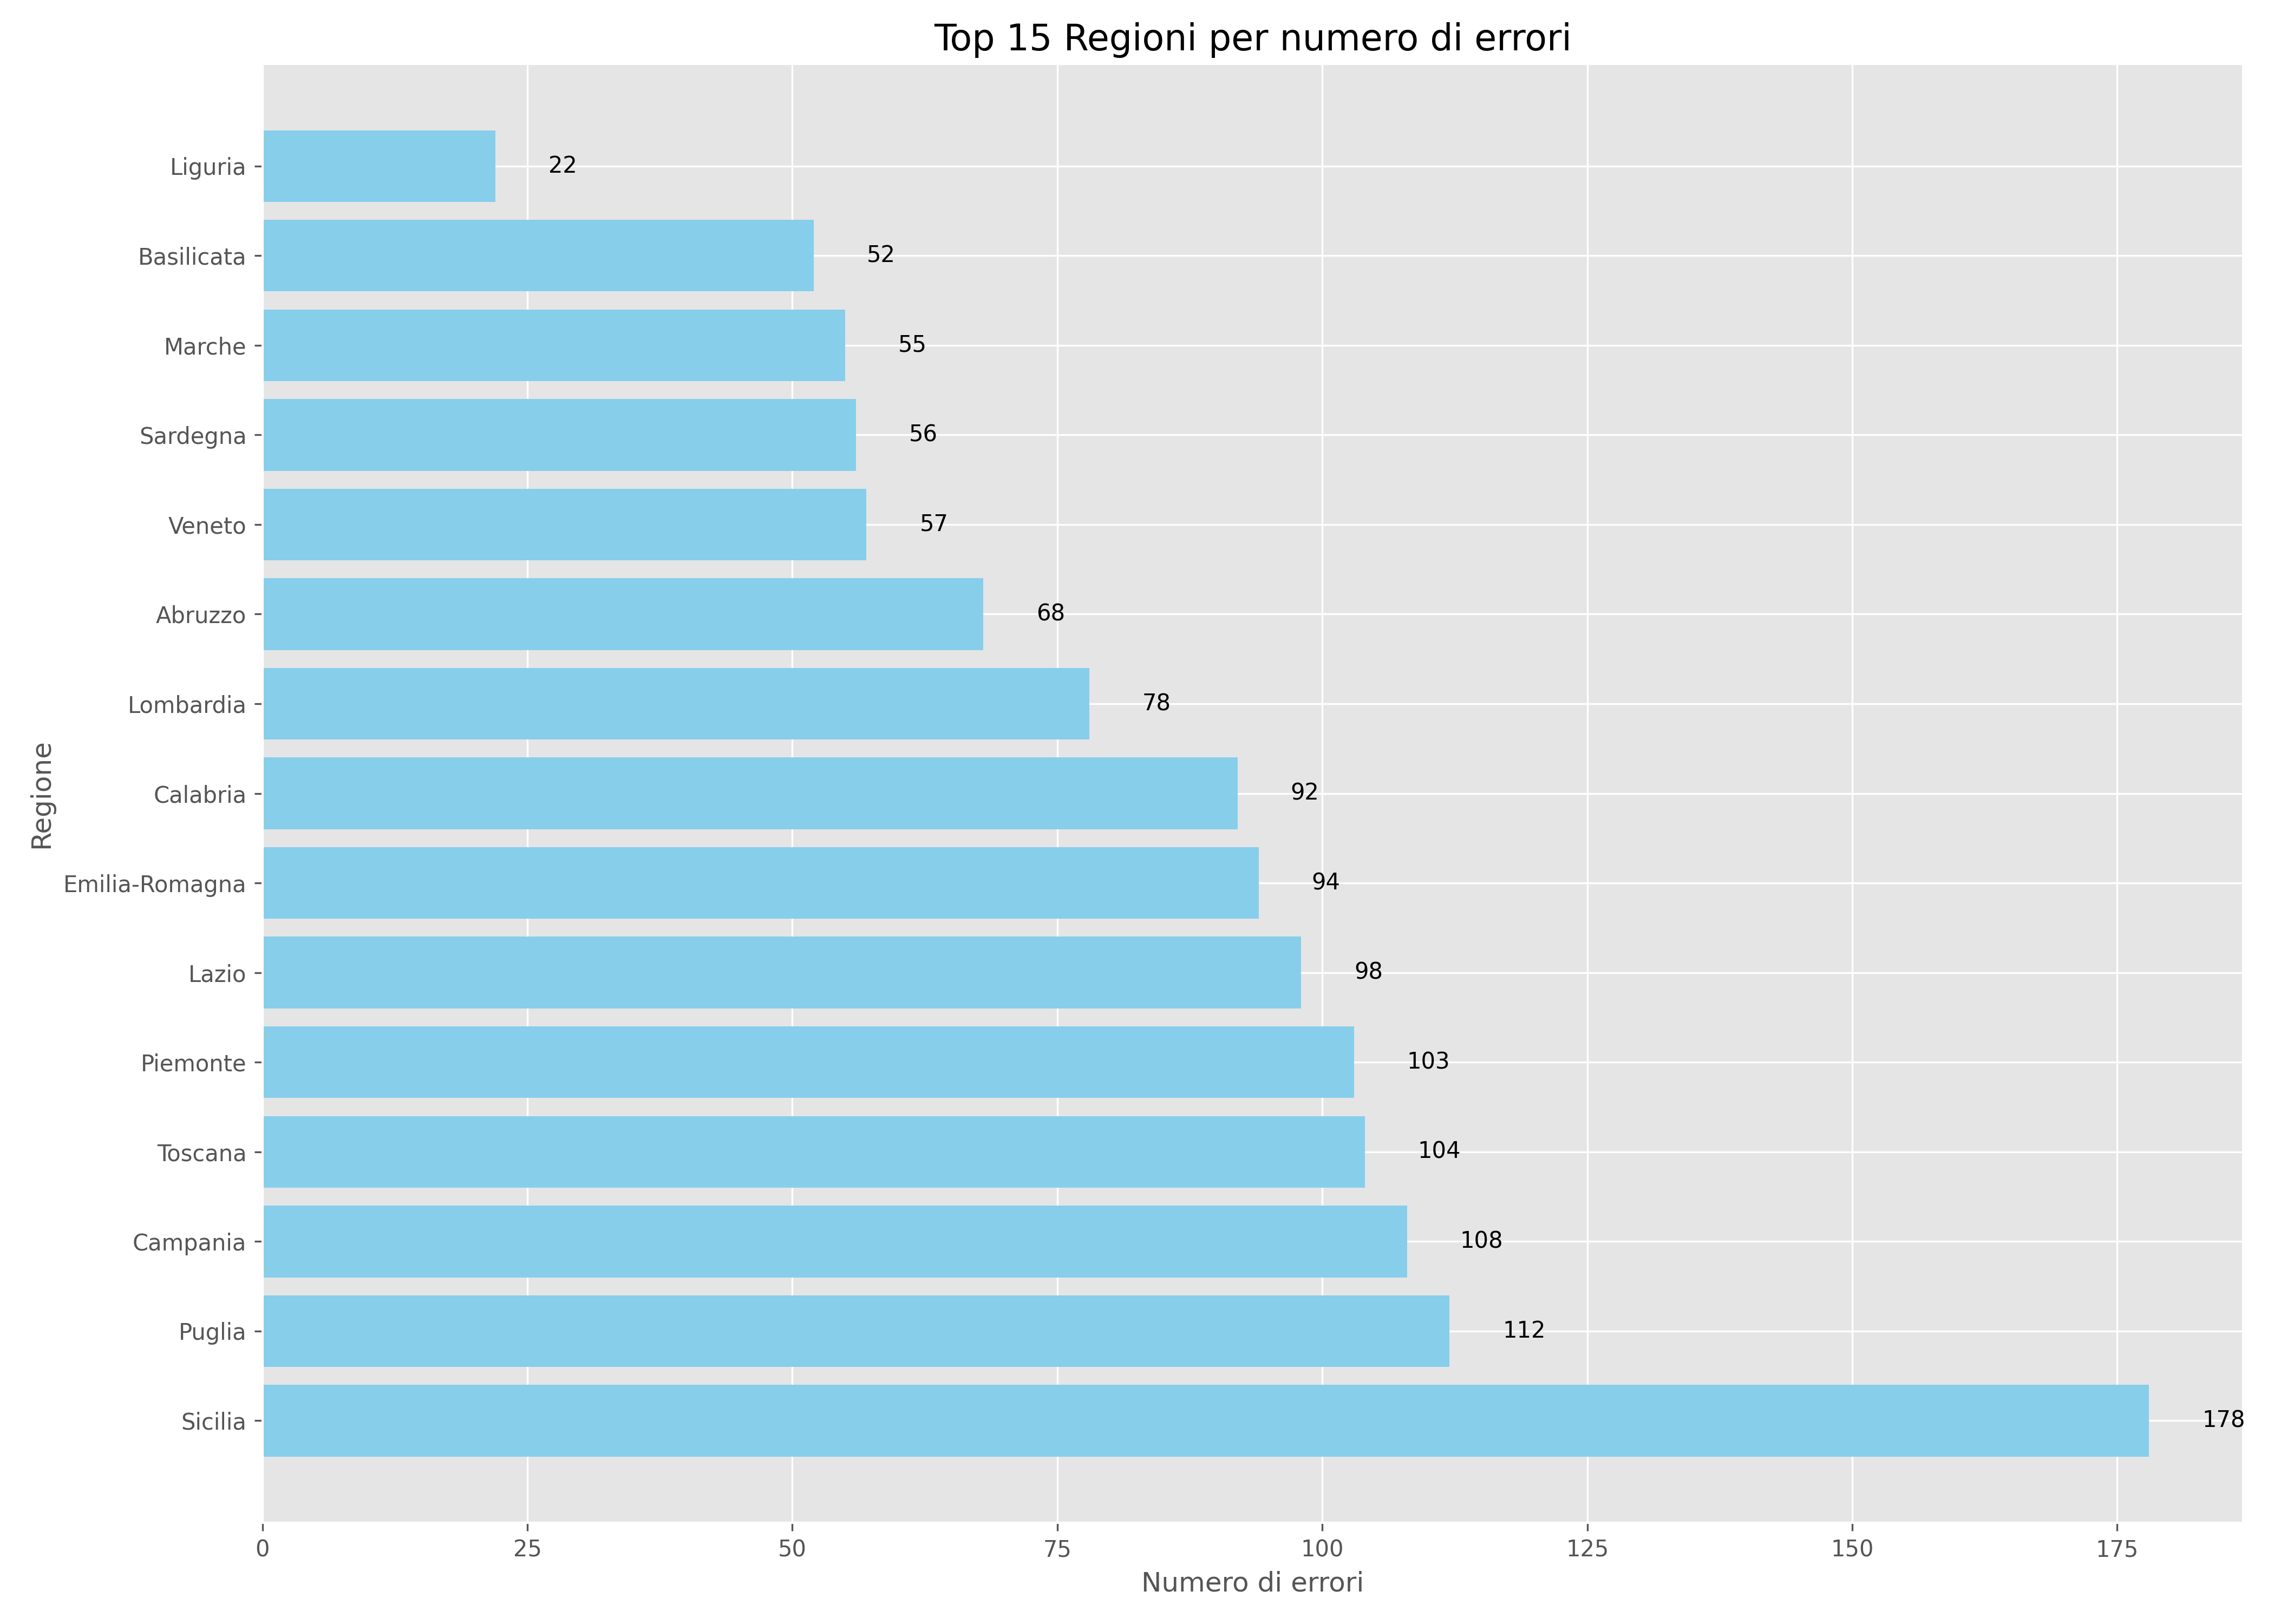 Top 15 Regioni per numero di errori
Liguria 22
Basilicata 52
Marche 55
Sardegna 56
Veneto 57
Abruzzo 68
Lombardia 78
Calabria 92
Emilia-Romagna 94
Lazio 98
Piemonte 103
Toscana 104
Campania 108
Puglia 112
Sicilia 178
Regione
0 25 50 75 100 125 150 175
Numero di errori